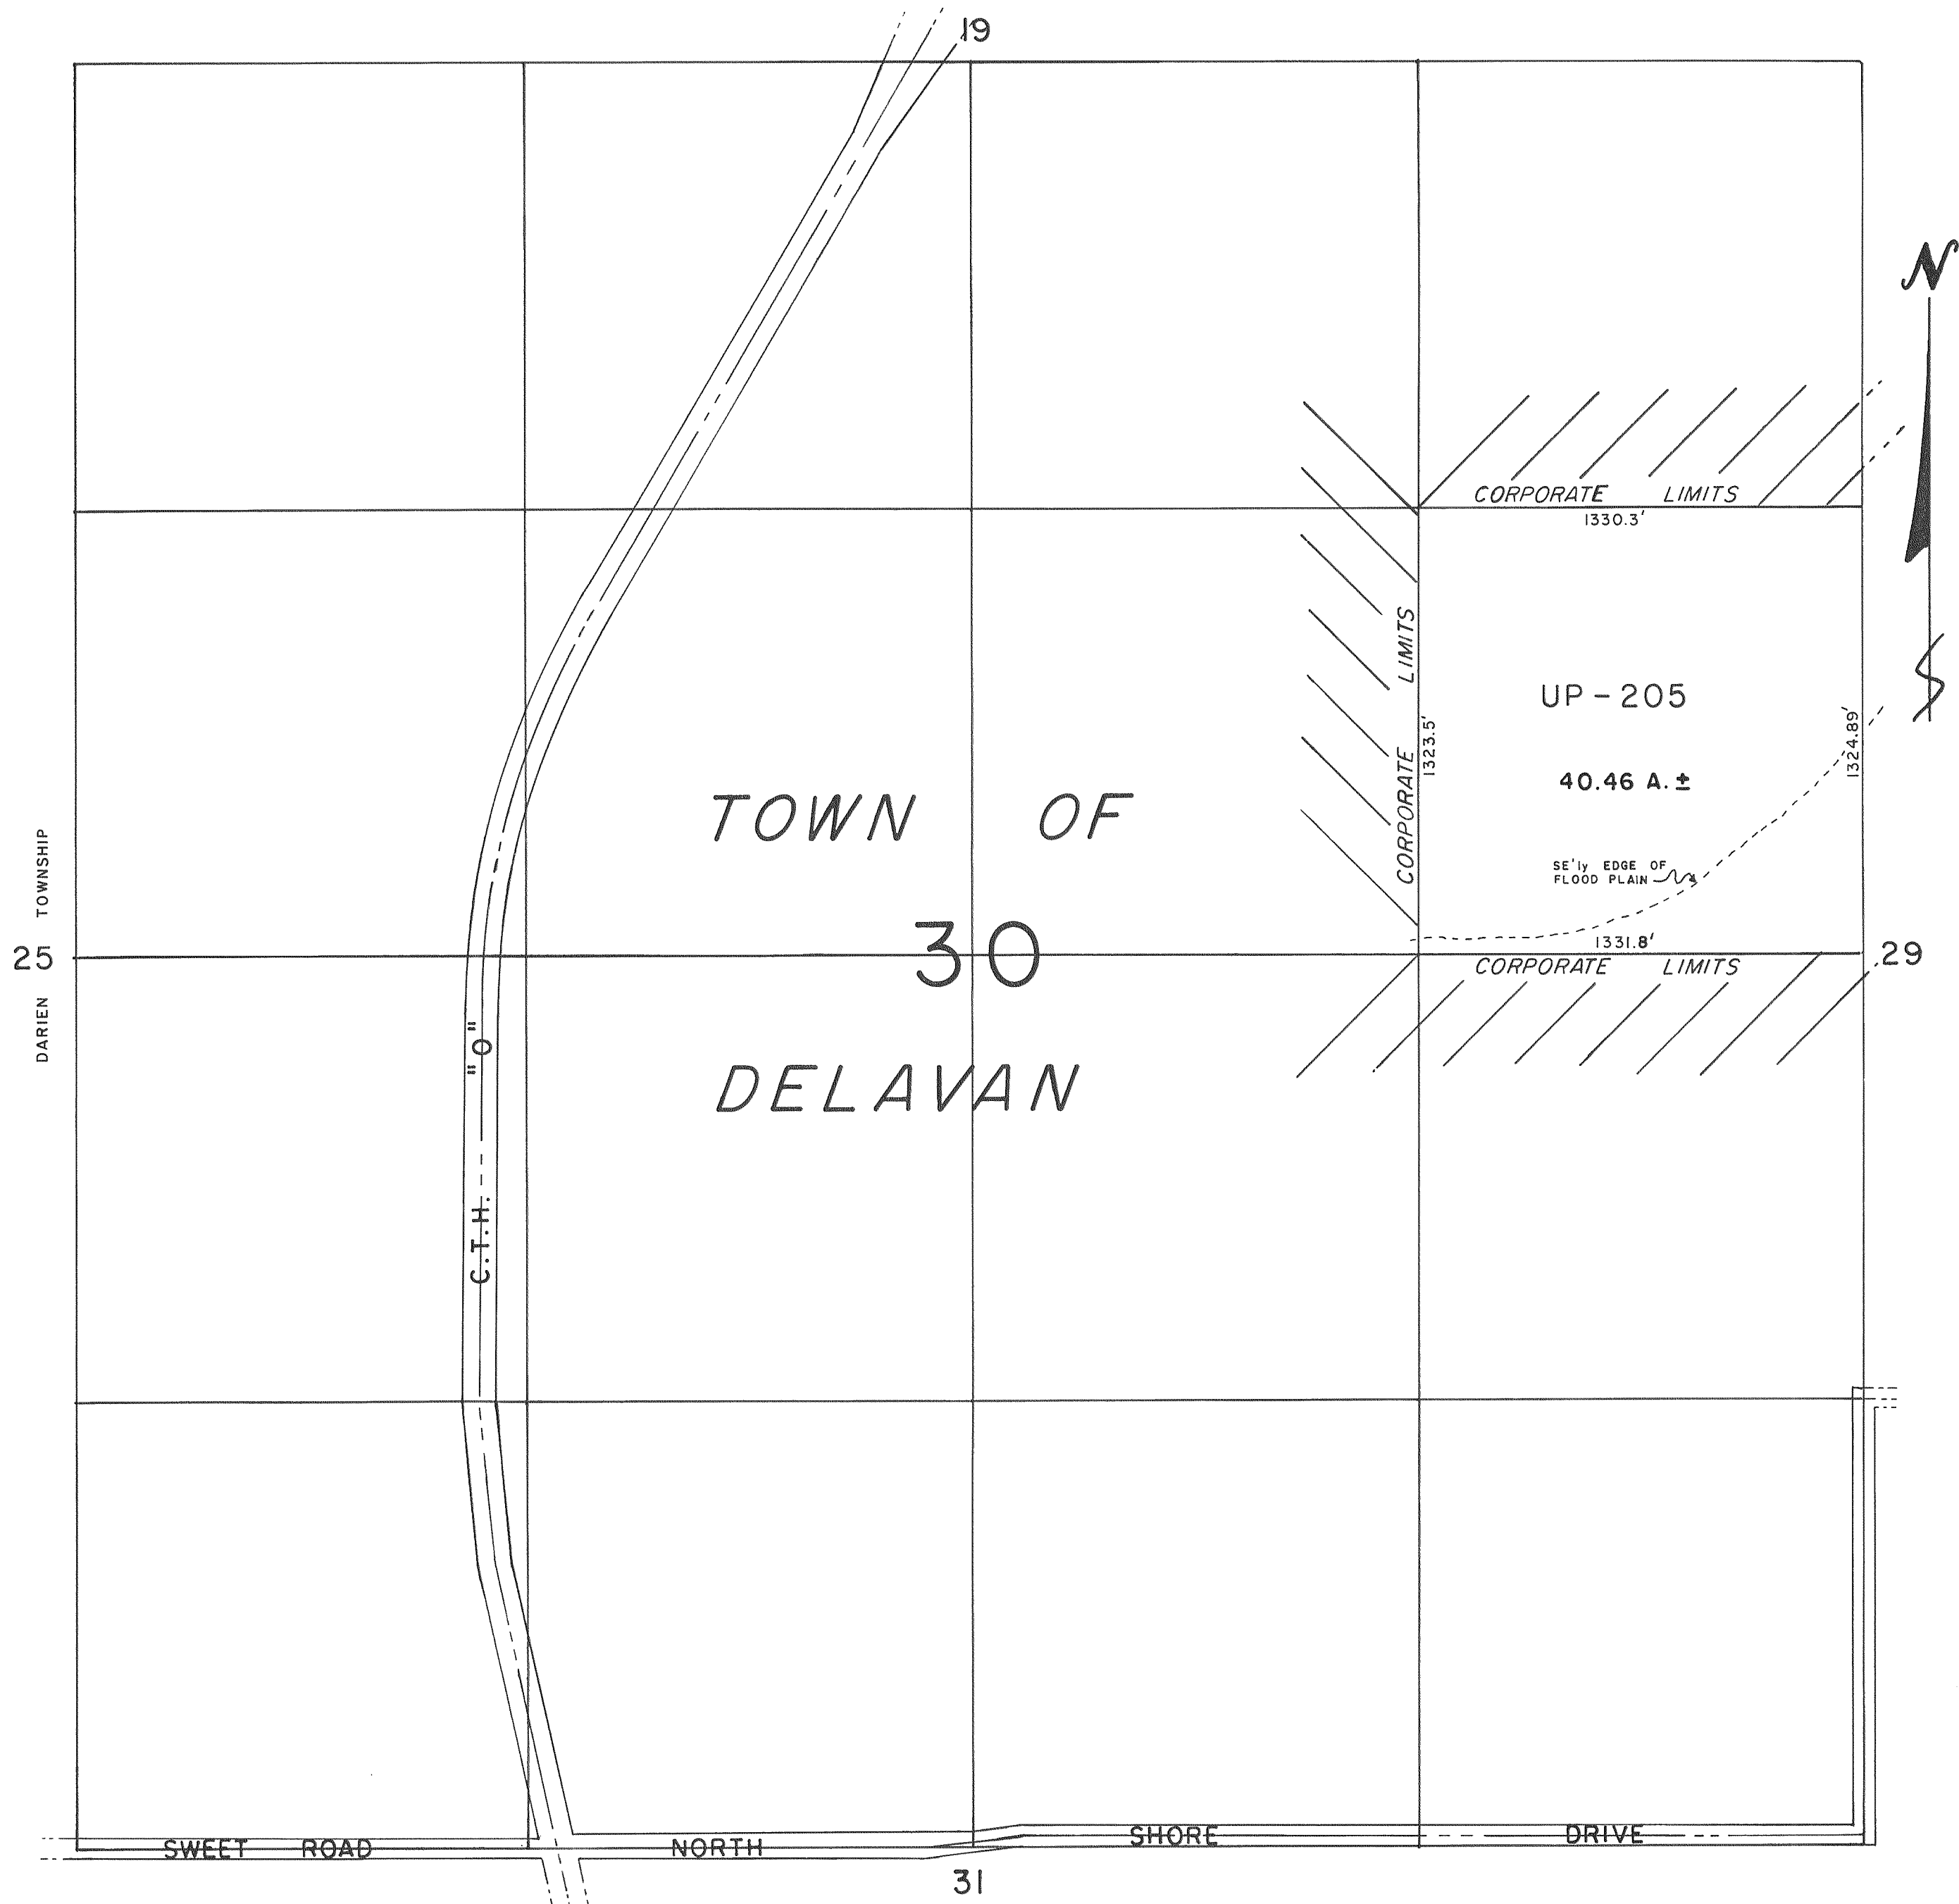 19
N
CORPORATE LIMITS
1330.3'
CORPORATE LIMITS
1323.5'
UP-205
1324.89'
40.46 A. ±
S
TOWN OF
SE'ly EDGE OF
FLOOD PLAIN
DARIEN TOWNSHIP
25
30
1331.8'
29
CORPORATE LIMITS
C.T.H. "O"
DELAVAN
SWEET ROAD
NORTH SHORE DRIVE
31